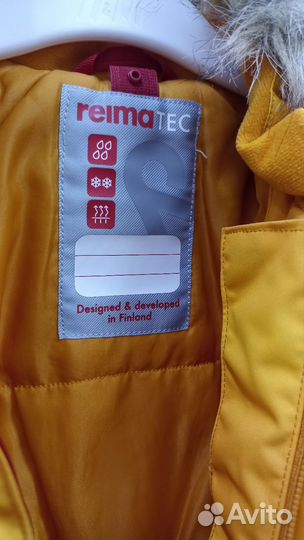 reimaTEC
Designed & developed
in Finland
Avito